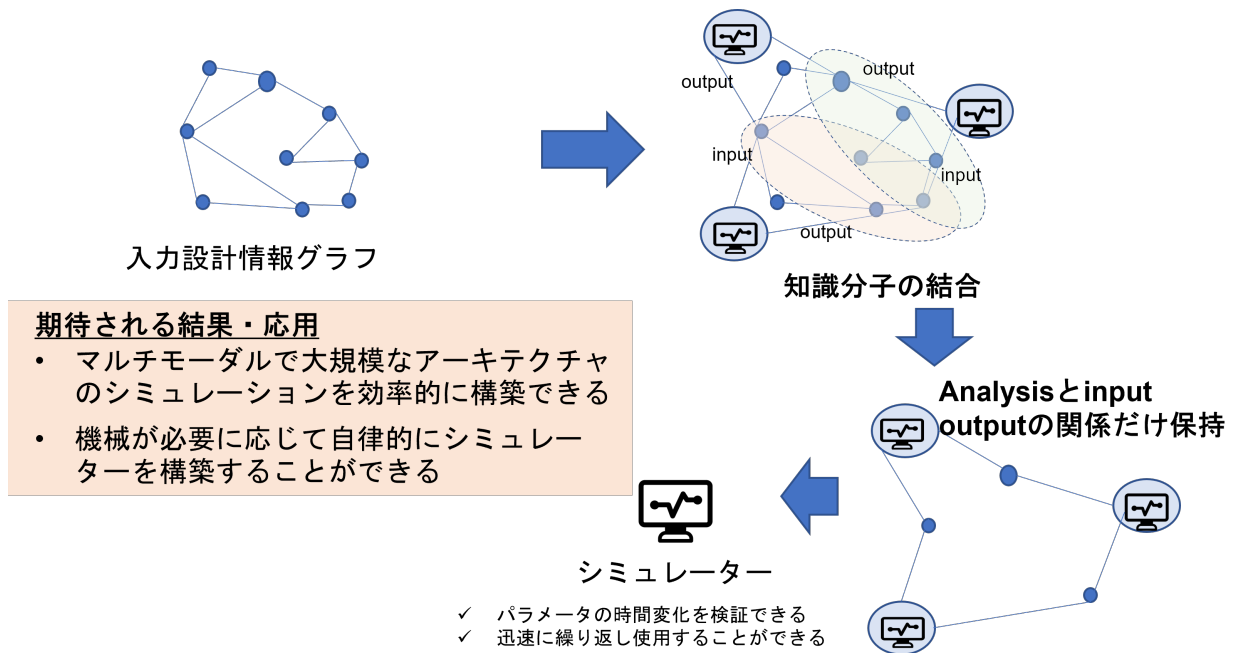 output
output
input
input
output
入力設計情報グラフ
知識分子の結合
期待される結果・応用
• マルチモーダルで大規模なアーキテクチャ
のシミュレーションを効率的に構築できる
• 機械が必要に応じて自律的にシミュレー
ターを構築することができる
Analysisとinput
outputの関係だけ保持
シミュレーター
✓ パラメータの時間変化を検証できる
✓ 迅速に繰り返し使用することができる